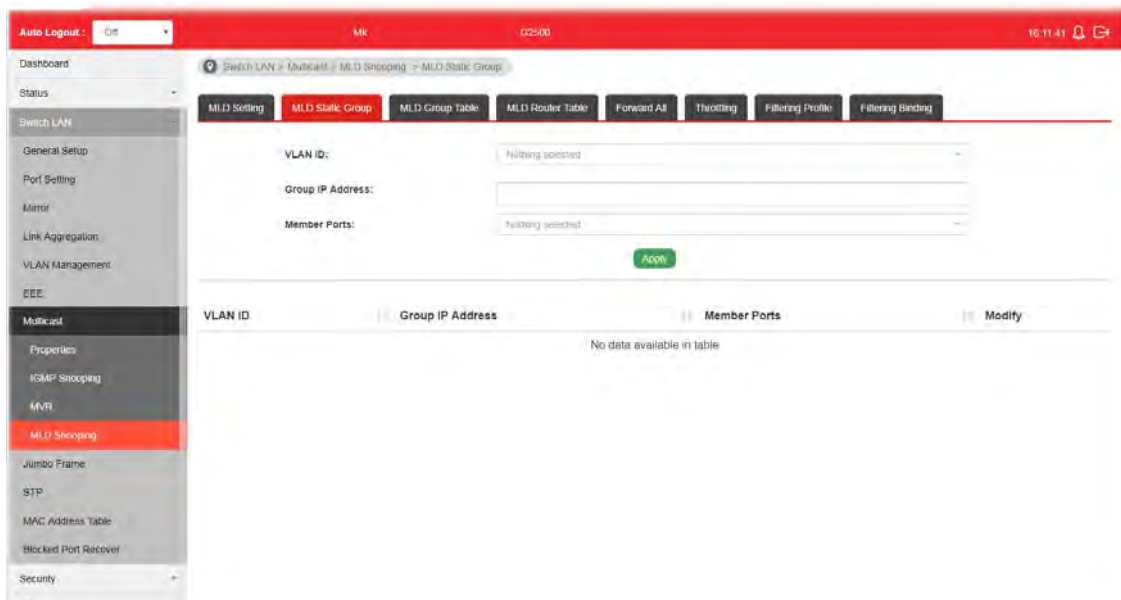 Auto Logout : Off
Mk
G2500
16:11:41
Dashboard
Status
Switch LAN
General Setup
Port Setting
Mirror
Link Aggregation
VLAN Management
EEE
Multicast
Properties
IGMP Snooping
MVR
MLD Snooping
Jumbo Frame
STP
MAC Address Table
Blocked Port Recover
Security
Switch LAN > Multicast > MLD Snooping > MLD Static Group
MLD Setting MLD Static Group MLD Group Table MLD Router Table Forward All Throttling Filtering Profile Filtering Binding
VLAN ID: Nothing selected
Group IP Address:
Member Ports: Nothing selected
Apply
VLAN ID Group IP Address Member Ports Modify
No data available in table